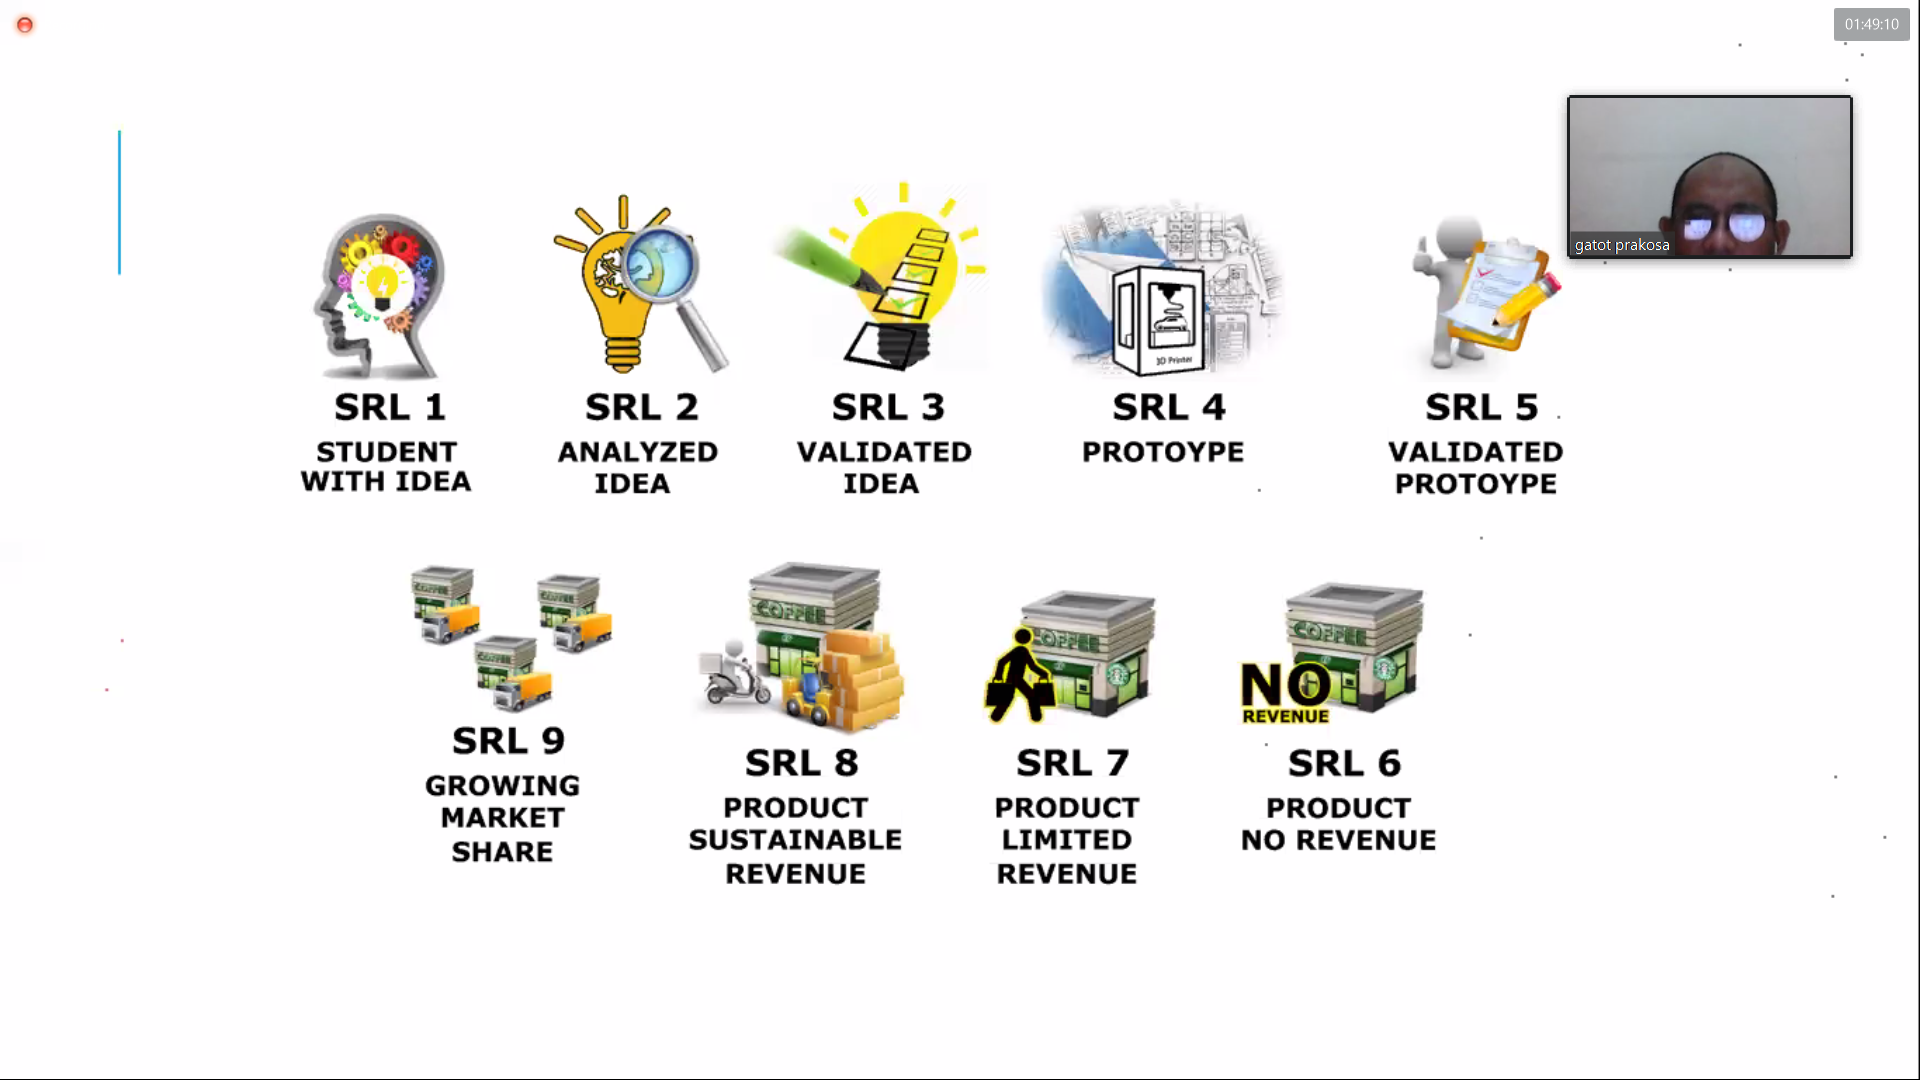 01:49:10
gatot prakosa
3D Printer
SRL 1
STUDENT
WITH IDEA
SRL 2
ANALYZED
IDEA
SRL 3
VALIDATED
IDEA
SRL 4
PROTOYPE
SRL 5
VALIDATED
PROTOYPE
COFFEE
COFFEE
COFFEE
SRL 9
GROWING
MARKET
SHARE
COFFEE
SRL 8
PRODUCT
SUSTAINABLE
REVENUE
COFFEE
SRL 7
PRODUCT
LIMITED
REVENUE
COFFEE
NO
REVENUE
SRL 6
PRODUCT
NO REVENUE